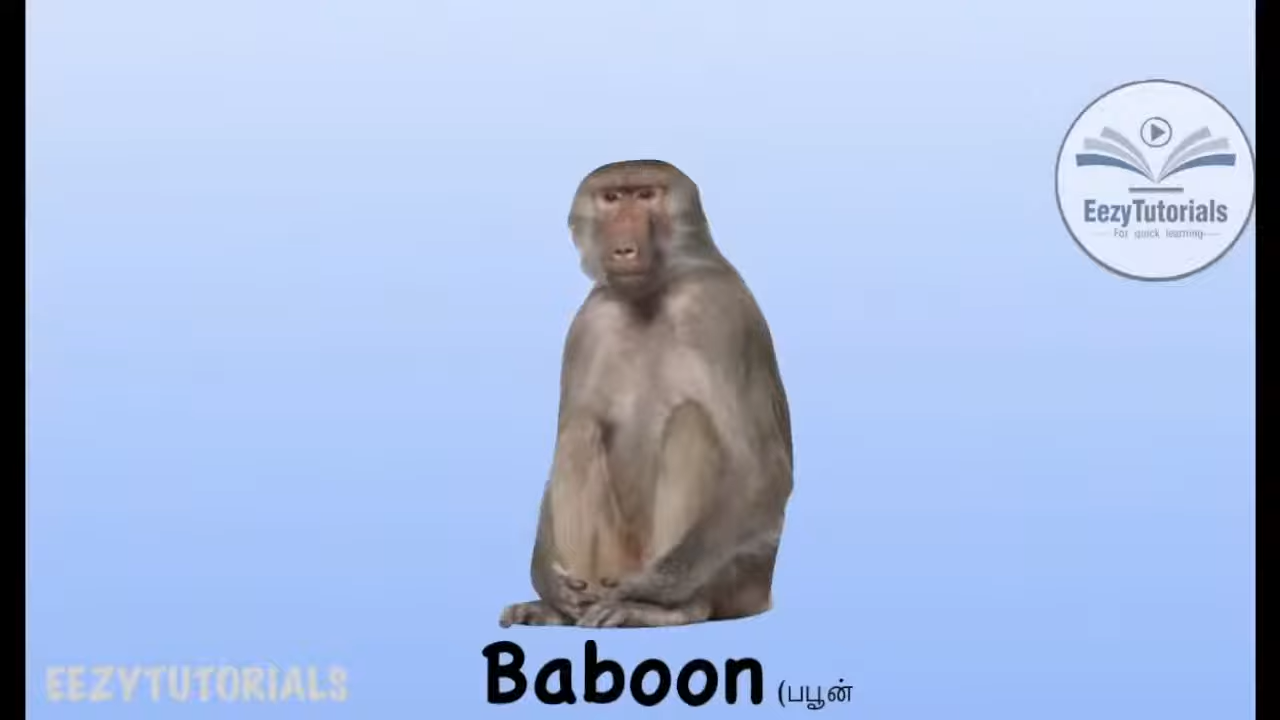 EezyTutorials
For quick learning
EEZYTUTORIALS
Baboon (பபூன்